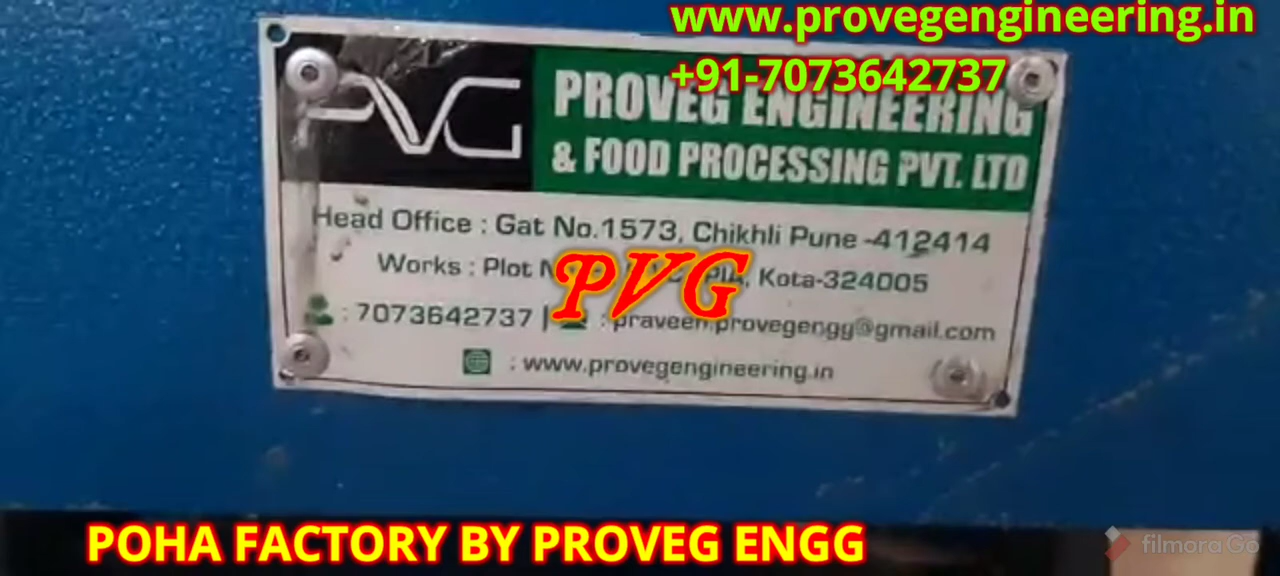 www.provegengineering.in
+91-7073642737
PVG
PROVEG ENGINEERING
& FOOD PROCESSING PVT. LTD
Head Office : Gat No.1573, Chikhli Pune -412414
Works : Plot Kota-324005
PVG
: 7073642737 | : praveen.provegengg@gmail.com
: www.provegengineering.in
POHA FACTORY BY PROVEG ENGG
filmora Go